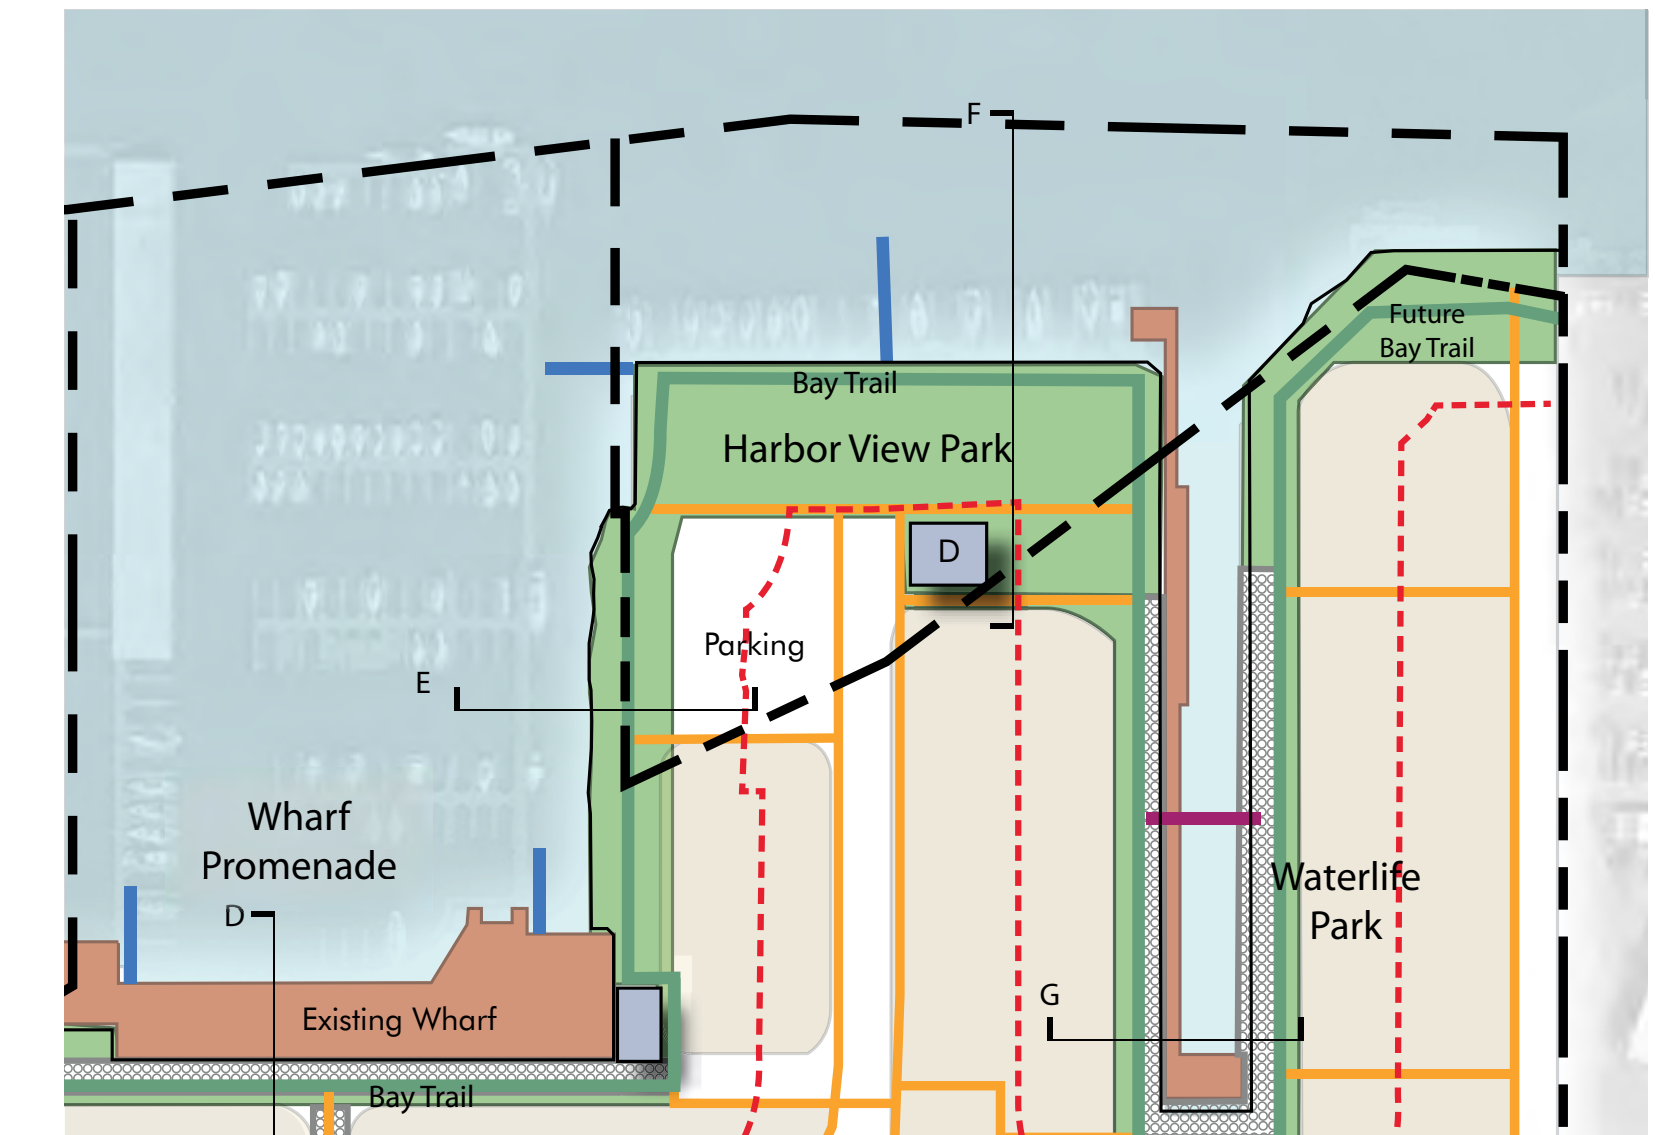 F
Future
Bay Trail
Bay Trail
Harbor View Park
D
Parking
E
Wharf
Promenade
Waterlife
Park
D
G
Existing Wharf
Bay Trail